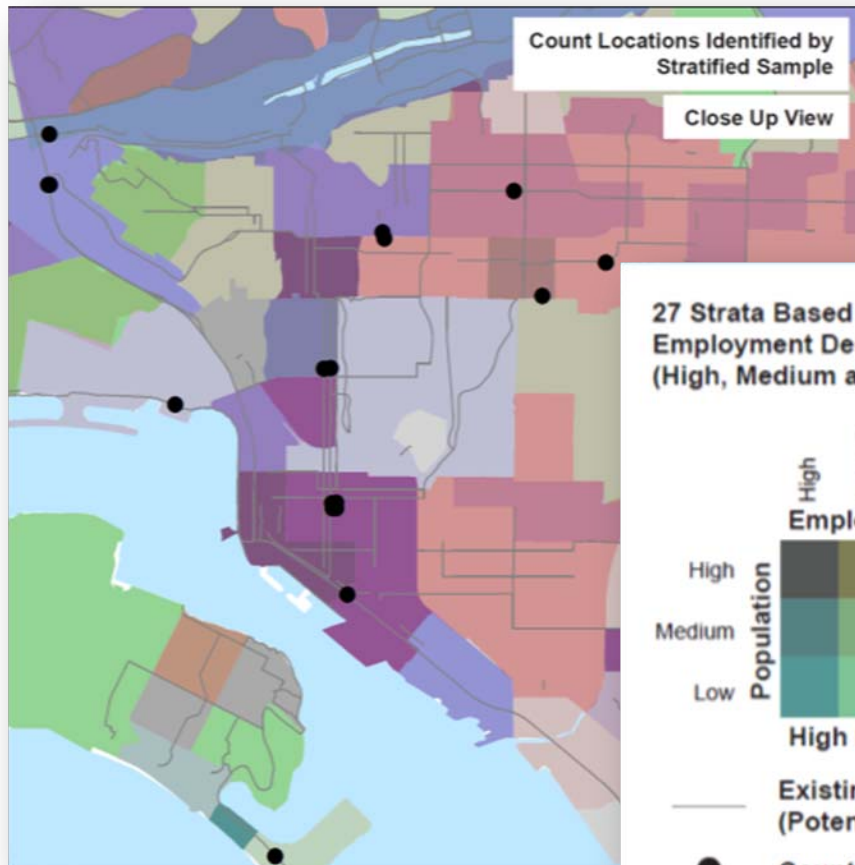 Count Locations Identified by
Stratified Sample
Close Up View
27 Strata Based
Employment De
(High, Medium a
High
Emplo
High
Medium
Low
Population
High
Existin
(Poten